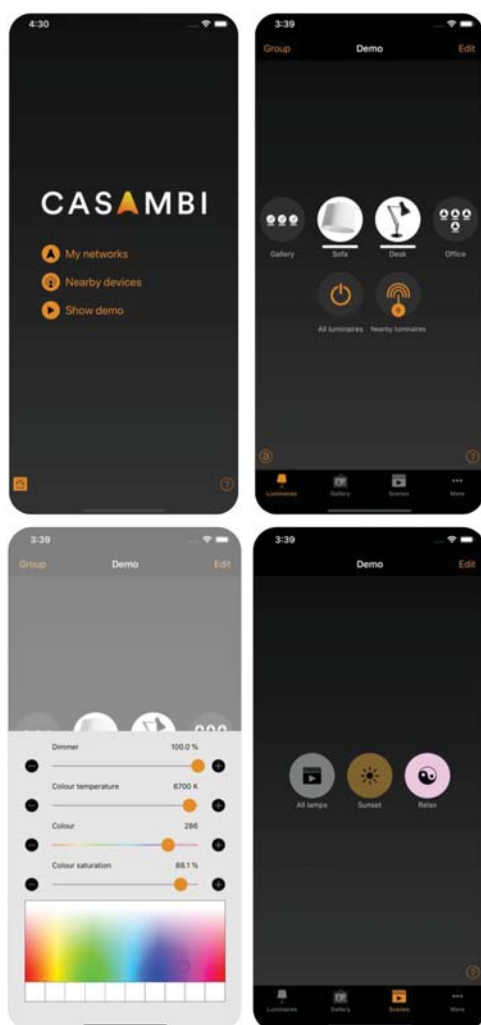 4:30
CASAMBI
My networks
Nearby devices
Show demo
?
3:39
Group Demo Edit
Gallery Sofa Desk Office
All luminaires Nearby luminaires
a ?
Luminaires Gallery Scenes More
3:39
Group Demo Edit
Dimmer 100.0 %
Colour temperature 6700 K
Colour 286
Colour saturation 88.1 %
3:39
Demo Edit
All lamps Sunset Relax
?
Luminaires Gallery Scenes More